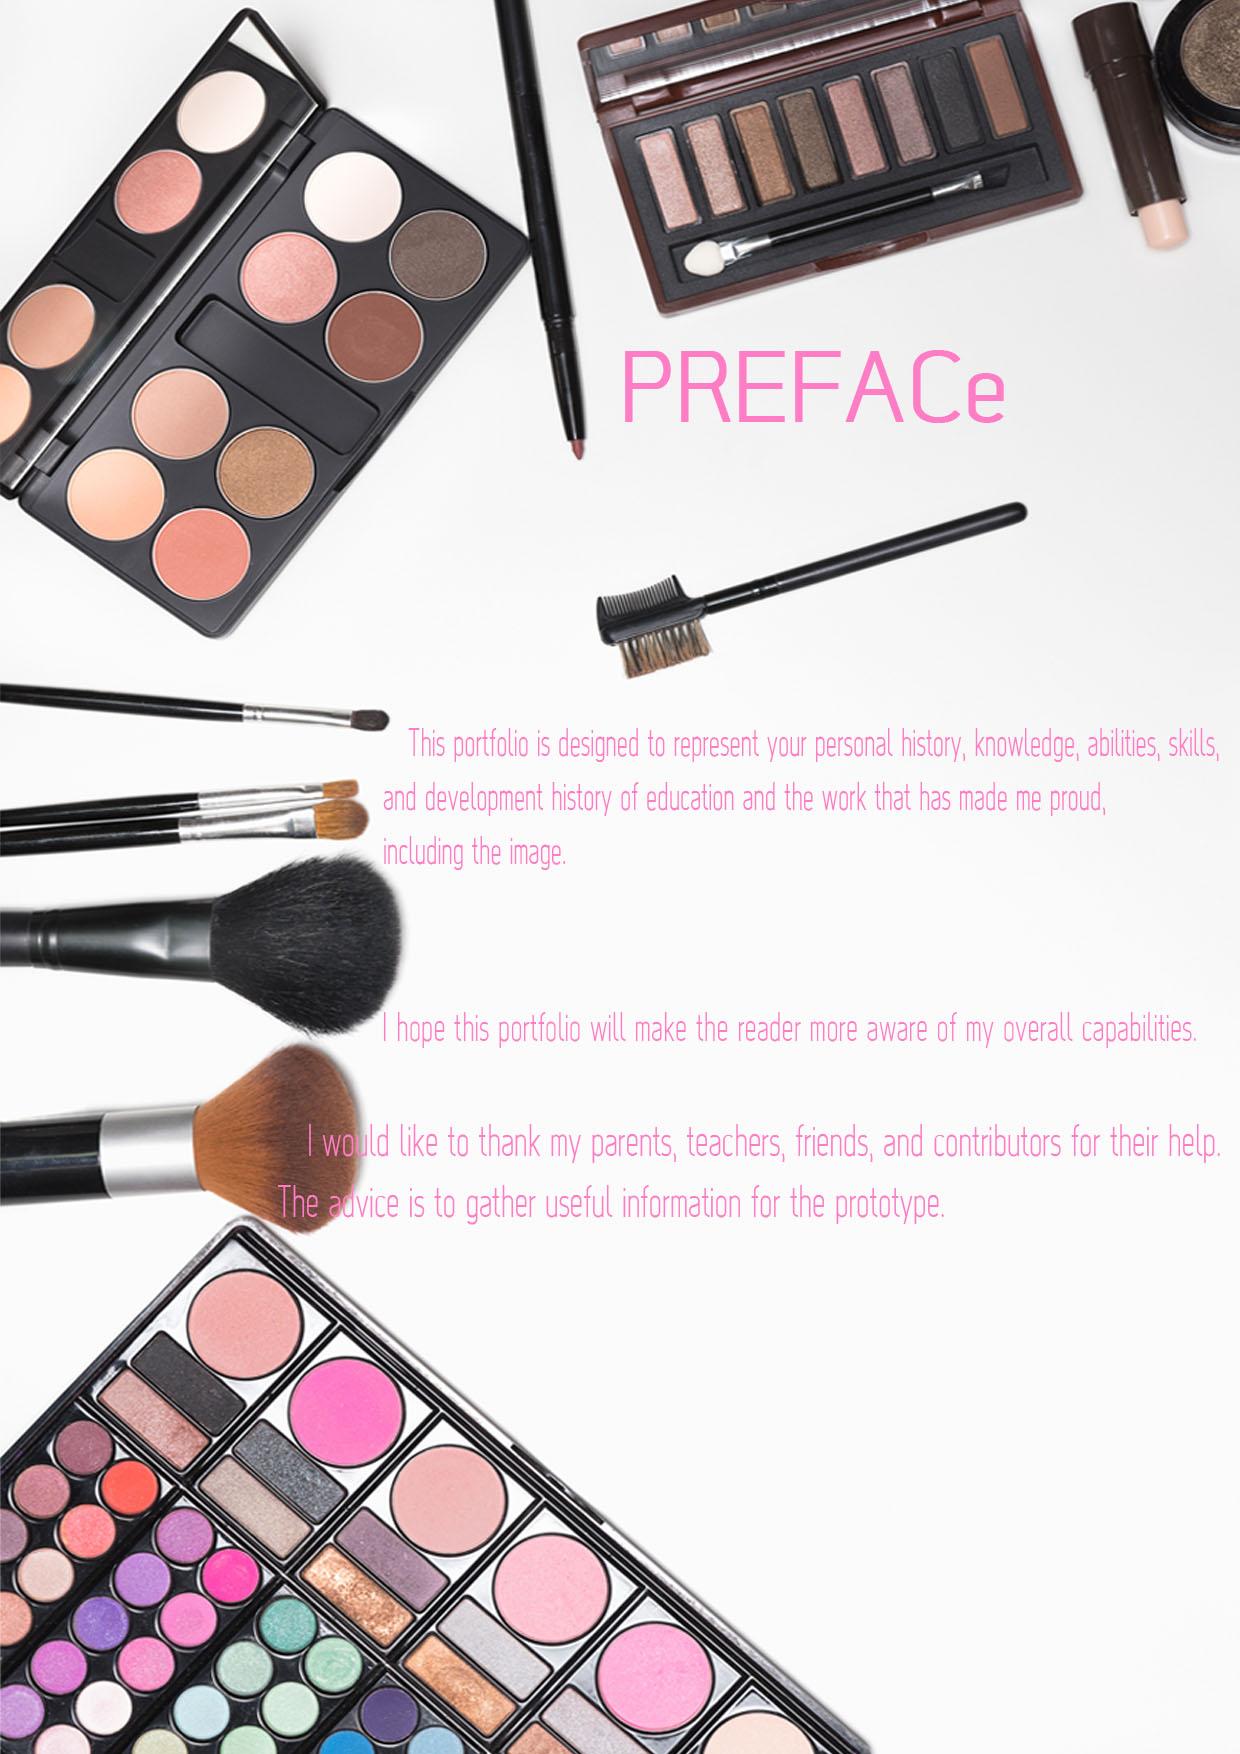 PREFACe
This portfolio is designed to represent your personal history, knowledge, abilities, skills,
and development history of education and the work that has made me proud,
including the image.
I hope this portfolio will make the reader more aware of my overall capabilities.
I would like to thank my parents, teachers, friends, and contributors for their help.
The advice is to gather useful information for the prototype.